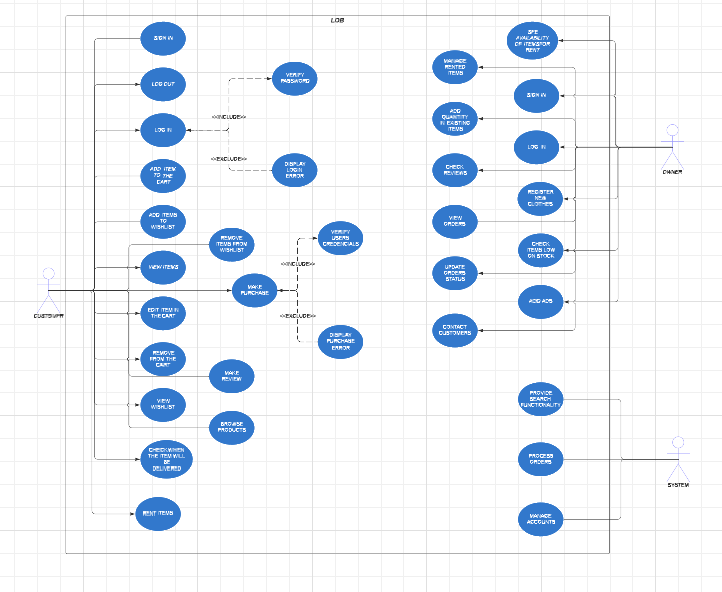 LOB
SIGN IN
LOG OUT
LOG IN
ADD ITEM
TO THE
CART
ADD ITEMS
TO
WISHLIST
VIEW ITEMS
EDIT ITEM IN
THE CART
REMOVE
FROM THE
CART
VIEW
WISHLIST
CHECK WHEN
THE ITEM WILL
BE
DELIVERED
RENT ITEMS
CUSTOMER
REMOVE
ITEMS FROM
WISHLIST
MAKE
PURCHASE
MAKE
REVIEW
BROWSE
PRODUCTS
VERIFY
PASSWORD
<<INCLUDE>>
<<EXCLUDE>>
DISPLAY
LOGIN
ERROR
VERIFY
USERS
CREDENCIALS
<<INCLUDE>>
<<EXCLUDE>>
DISPLAY
PURCHASE
ERROR
MANAGE
RENTED
ITEMS
ADD
QUANTITY
IN EXISTING
ITEMS
CHECK
REVIEWS
VIEW
ORDERS
UPDATE
ORDERS
STATUS
CONTACT
CUSTOMERS
SEE
AVAILABLITY
OF ITEMS FOR
RENT
SIGN IN
LOG IN
REGISTER
NEW
CLOTHES
CHECK
ITEMS LOW
ON STOCK
ADD ADS
OWNER
PROVIDE
SEARCH
FUNCTIONALITY
PROCESS
ORDERS
MANAGE
ACCOUNTS
SYSTEM